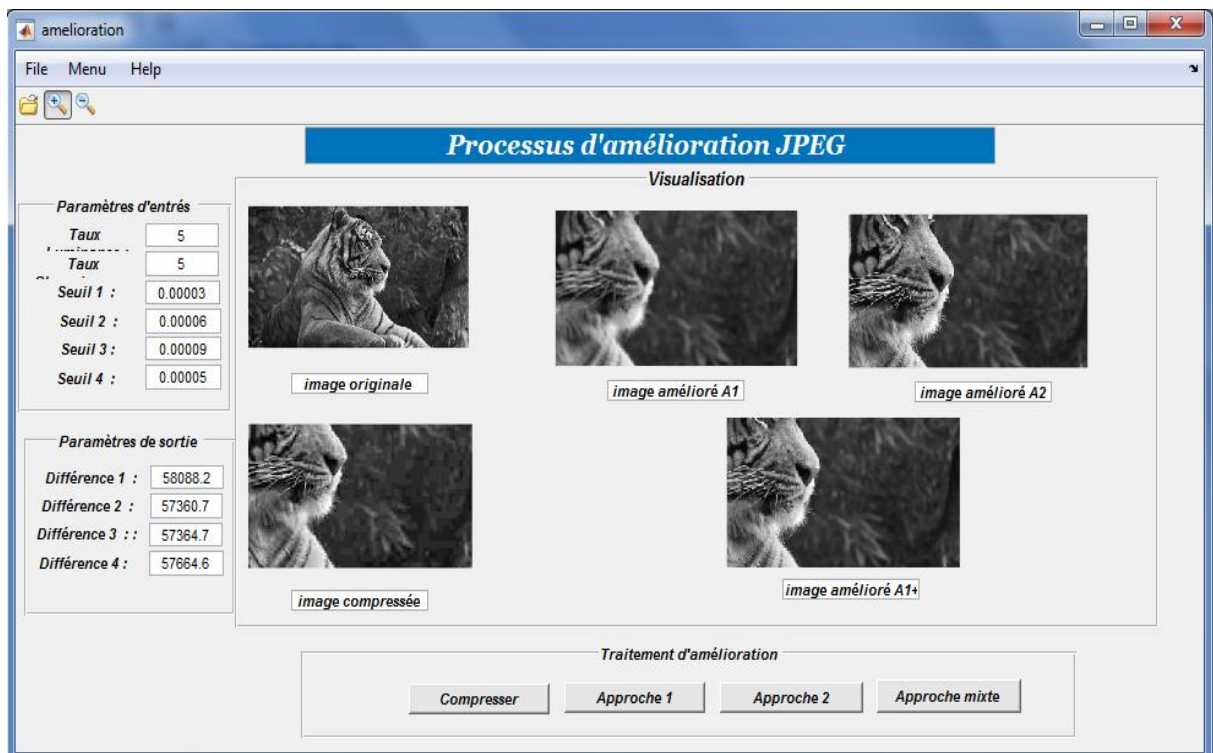 amelioration
File Menu Help
Processus d'amélioration JPEG
Visualisation
Paramètres d'entrés
Taux
5
Taux
5
Seuil 1 : 0.00003
Seuil 2 : 0.00006
Seuil 3 : 0.00009
Seuil 4 : 0.00005
image originale
image amélioré A1
image amélioré A2
Paramètres de sortie
Différence 1 : 58088.2
Différence 2 : 57360.7
Différence 3 : : 57364.7
Différence 4 : 57664.6
image compressée
image amélioré A1+
Traitement d'amélioration
Compresser Approche 1 Approche 2 Approche mixte